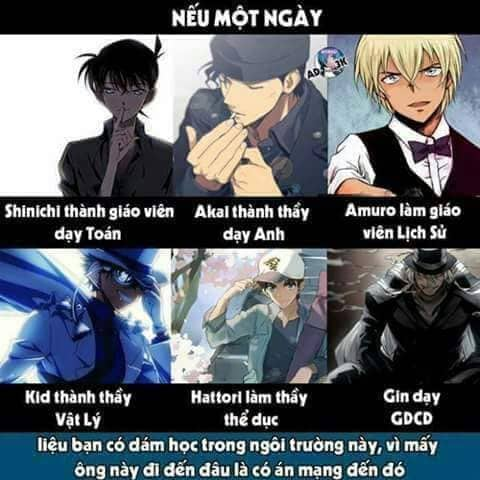 NẾU MỘT NGÀY
Shinichi thành giáo viên
dạy Toán
Akai thành thầy
dạy Anh
Amuro làm giáo
viên Lịch Sử
Kid thành thầy
Vật Lý
Hattori làm thầy
thể dục
Gin dạy
GDCD
liệu bạn có dám học trong ngôi trường này, vì mấy
ông này đi đến đâu là có án mạng đến đó